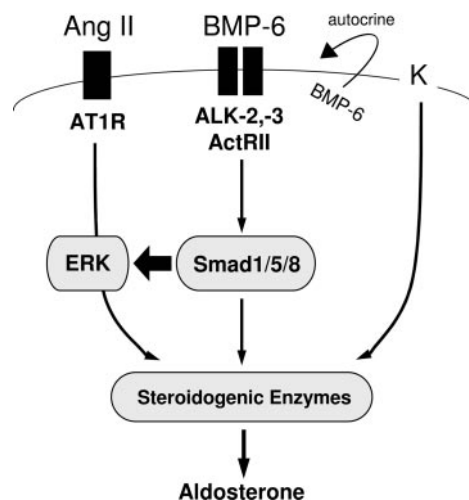 Ang II
BMP-6
autocrine
BMP-6
K
AT1R
ALK-2,-3
ActRII
ERK
Smad1/5/8
Steroidogenic Enzymes
Aldosterone